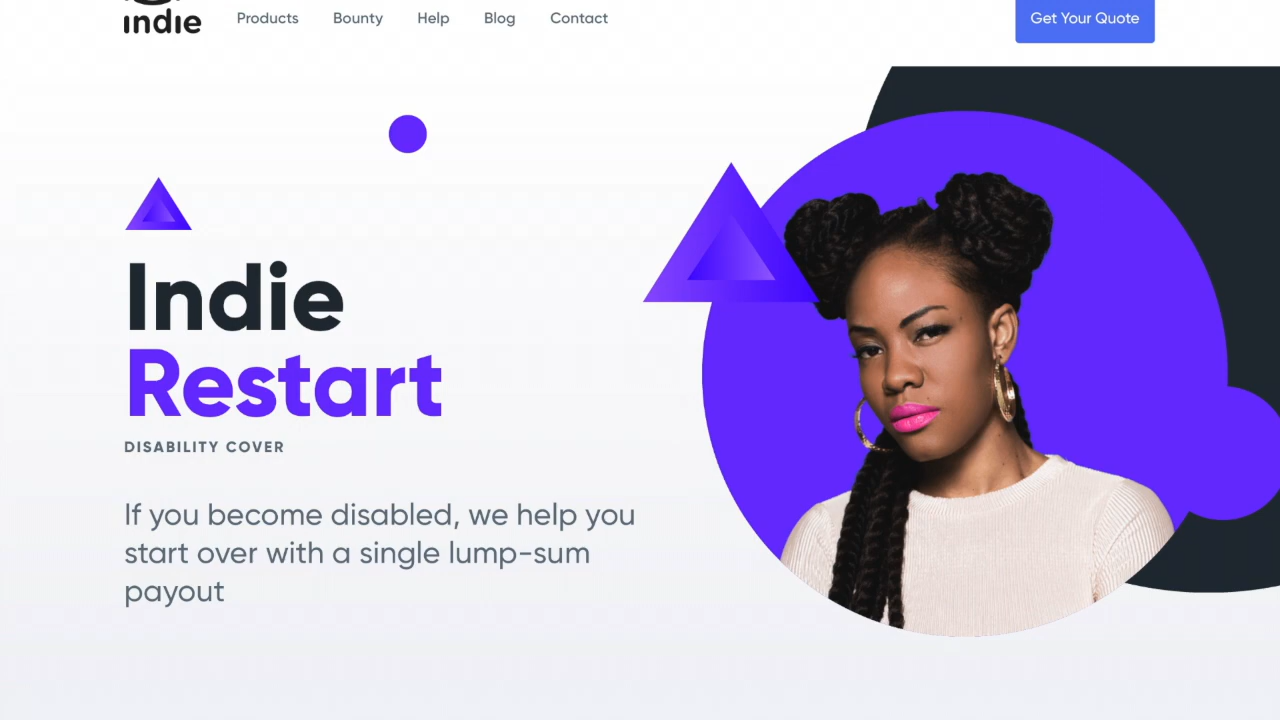 indie
Products
Bounty
Help
Blog
Contact
Get Your Quote
Indie
Restart
DISABILITY COVER
If you become disabled, we help you
start over with a single lump-sum
payout